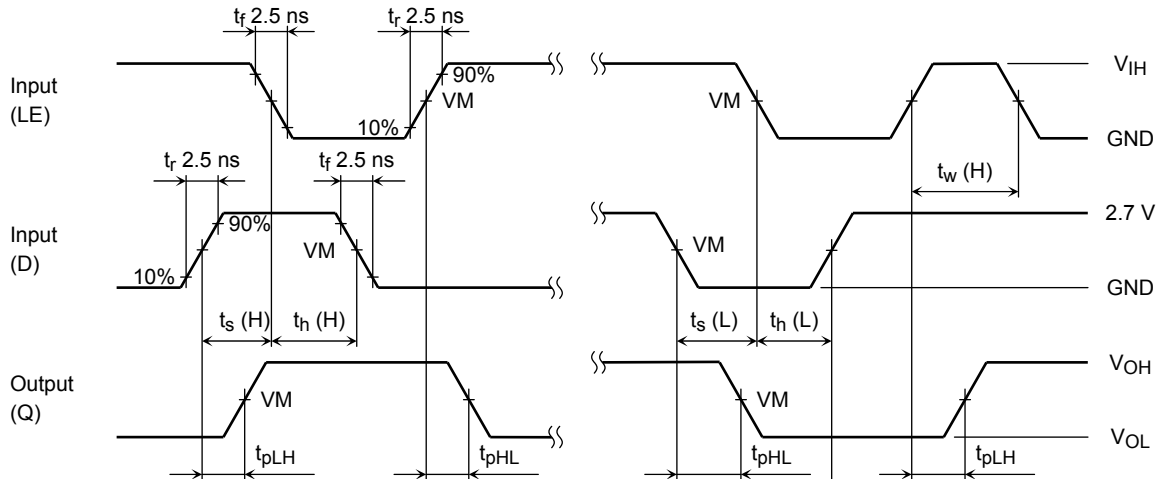 tf 2.5 ns
tr 2.5 ns
Input
(LE)
90%
VM
10%
VM
VIH
GND
tw (H)
tr 2.5 ns
tf 2.5 ns
Input
(D)
90%
VM
10%
VM
2.7 V
GND
ts (H)
th (H)
ts (L)
th (L)
Output
(Q)
VM
VM
VOH
VOL
tpLH
tpHL
tpHL
tpLH